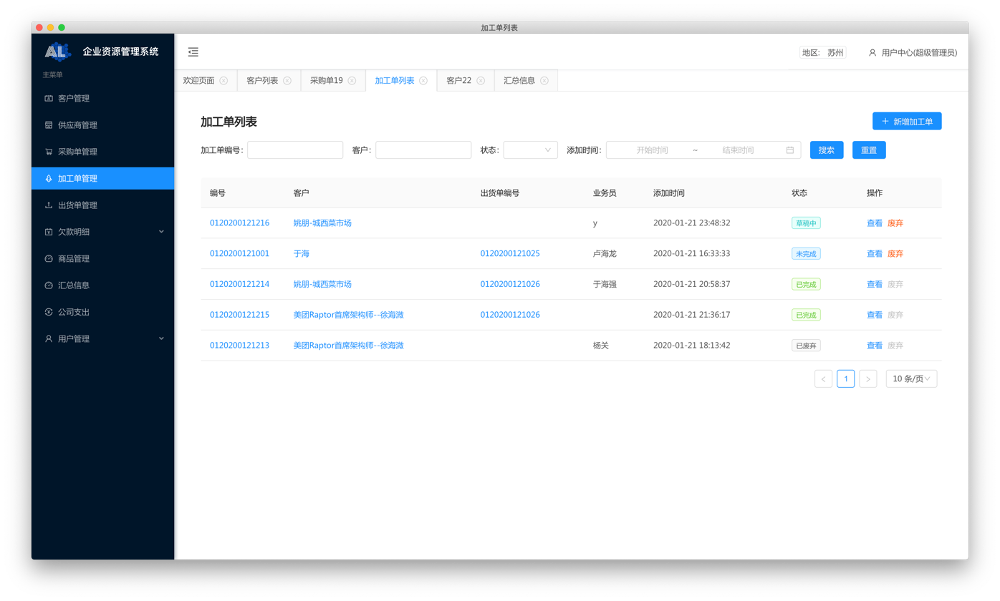 加工单列表
AL 企业资源管理系统
地区: 苏州 用户中心(超级管理员)
主菜单
客户管理
供应商管理
采购单管理
加工单管理
出货单管理
欠款明细
商品管理
汇总信息
公司支出
用户管理
欢迎页面 客户列表 采购单19 加工单列表 客户22 汇总信息
加工单列表
+ 新增加工单
加工单编号: 客户: 状态: 添加时间: 开始时间 ~ 结束时间 搜索 重置
编号 客户 出货单编号 业务员 添加时间 状态 操作
0120200121216 姚朋-城西菜市场 y 2020-01-21 23:48:32 草稿中 查看 废弃
0120200121001 于海 0120200121025 卢海龙 2020-01-21 16:33:33 未完成 查看 废弃
0120200121214 姚朋-城西菜市场 0120200121026 于海强 2020-01-21 20:58:37 已完成 查看 废弃
0120200121215 美团Raptor首席架构师--徐海溦 0120200121026 2020-01-21 21:36:17 已完成 查看 废弃
0120200121213 美团Raptor首席架构师--徐海溦 杨关 2020-01-21 18:13:42 已废弃 查看 废弃
< 1 > 10 条/页